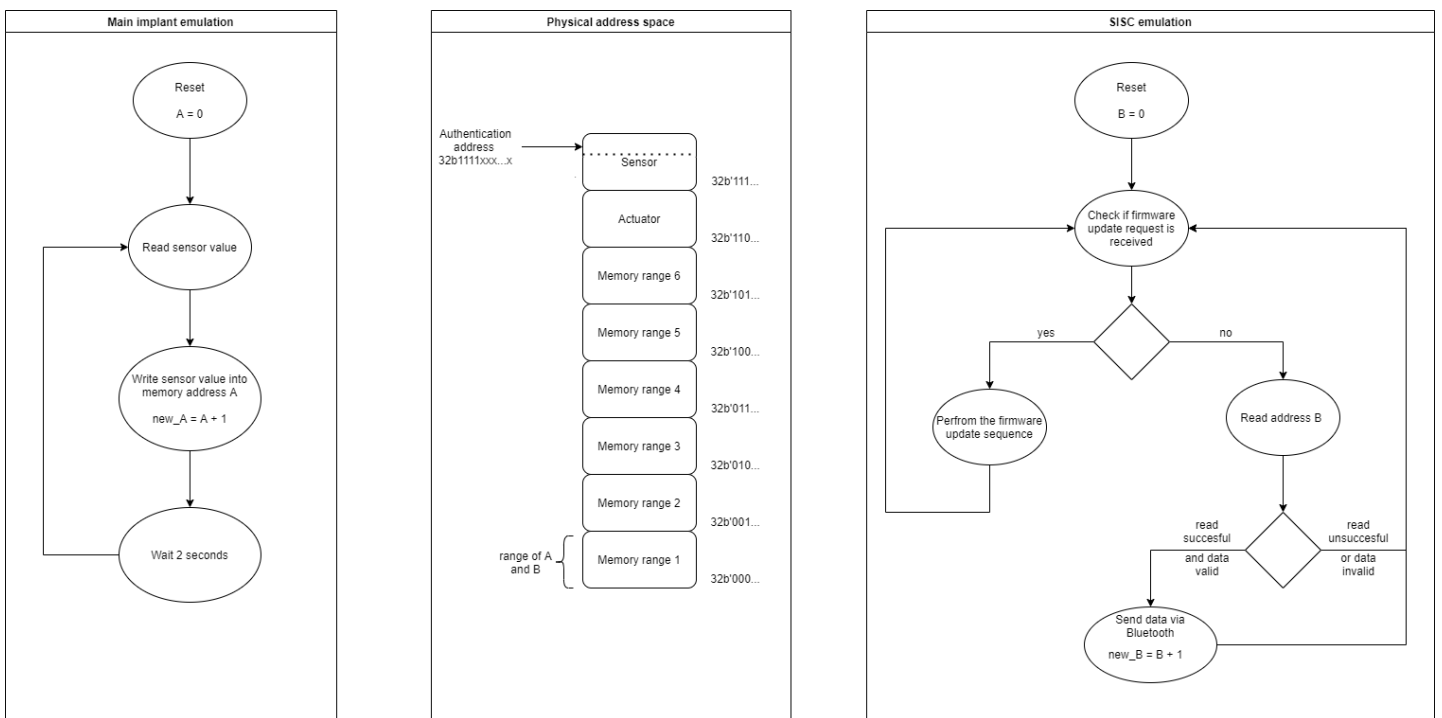 Main implant emulation
Reset
A = 0
Read sensor value
Write sensor value into
memory address A
new_A = A + 1
Wait 2 seconds
Physical address space
Authentication
address
32b1111xxx...x
Sensor
32b'111...
Actuator
32b'110...
Memory range 6
32b'101...
Memory range 5
32b'100...
Memory range 4
32b'011...
Memory range 3
32b'010...
Memory range 2
32b'001...
range of A
and B
Memory range 1
32b'000...
SISC emulation
Reset
B = 0
Check if firmware
update request is
received
yes
no
Perfrom the firmware
update sequence
Read address B
read
succesful
and data
valid
read
unsuccesful
or data
invalid
Send data via
Bluetooth
new_B = B + 1